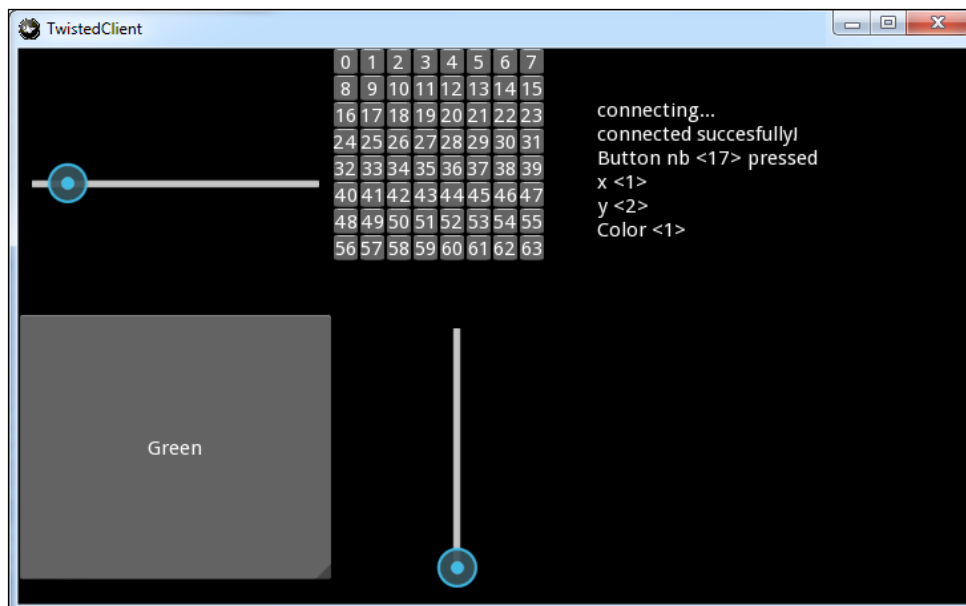 TwistedClient
0 1 2 3 4 5 6 7
8 9 10 11 12 13 14 15
16 17 18 19 20 21 22 23
24 25 26 27 28 29 30 31
32 33 34 35 36 37 38 39
40 41 42 43 44 45 46 47
48 49 50 51 52 53 54 55
56 57 58 59 60 61 62 63
connecting...
connected succesfully!
Button nb <17> pressed
x <1>
y <2>
Color <1>
Green